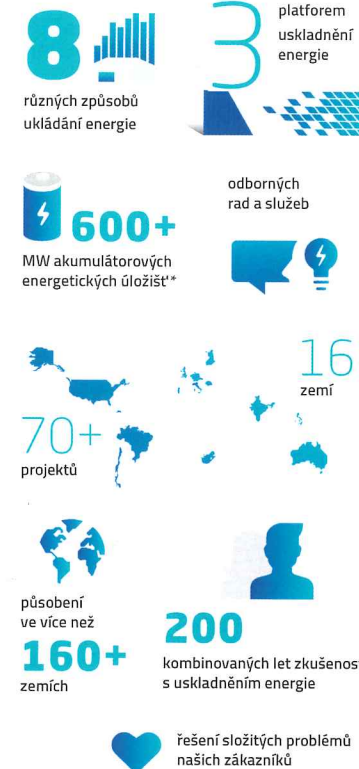 8
různých způsobů
ukládání energie
3
platforem
uskladnění
energie
600+
MW akumulátorových
energetických úložišť*
odborných
rad a služeb
70+
projektů
16
zemí
působení
ve více než
160+
zemích
200
kombinovaných let zkušenos
s uskladněním energie
řešení složitých problémů
našich zákazníků